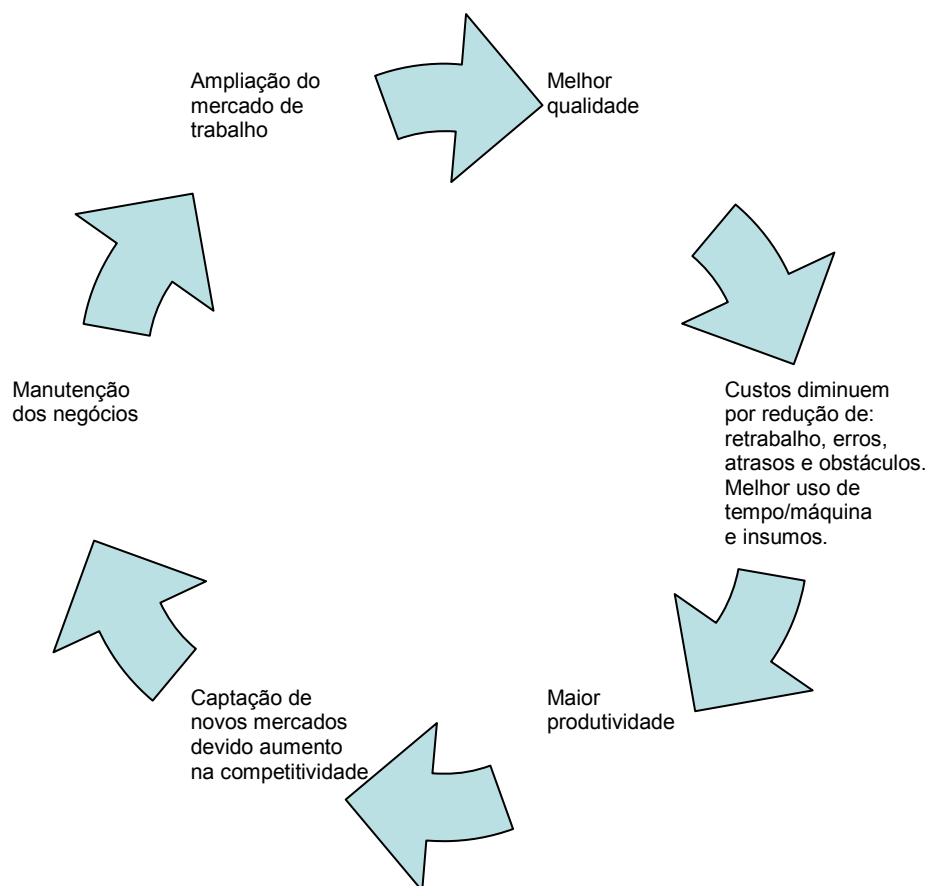 Ampliação do
mercado de
trabalho
Melhor
qualidade
Custos diminuem
por redução de:
retrabalho, erros,
atrasos e obstáculos.
Melhor uso de
tempo/máquina
e insumos.
Maior
produtividade
Captação de
novos mercados
devido aumento
na competitividade
Manutenção
dos negócios